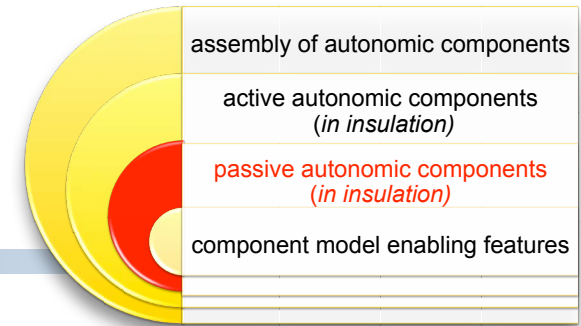 assembly of autonomic components
active autonomic components
(in insulation)
passive autonomic components
(in insulation)
component model enabling features